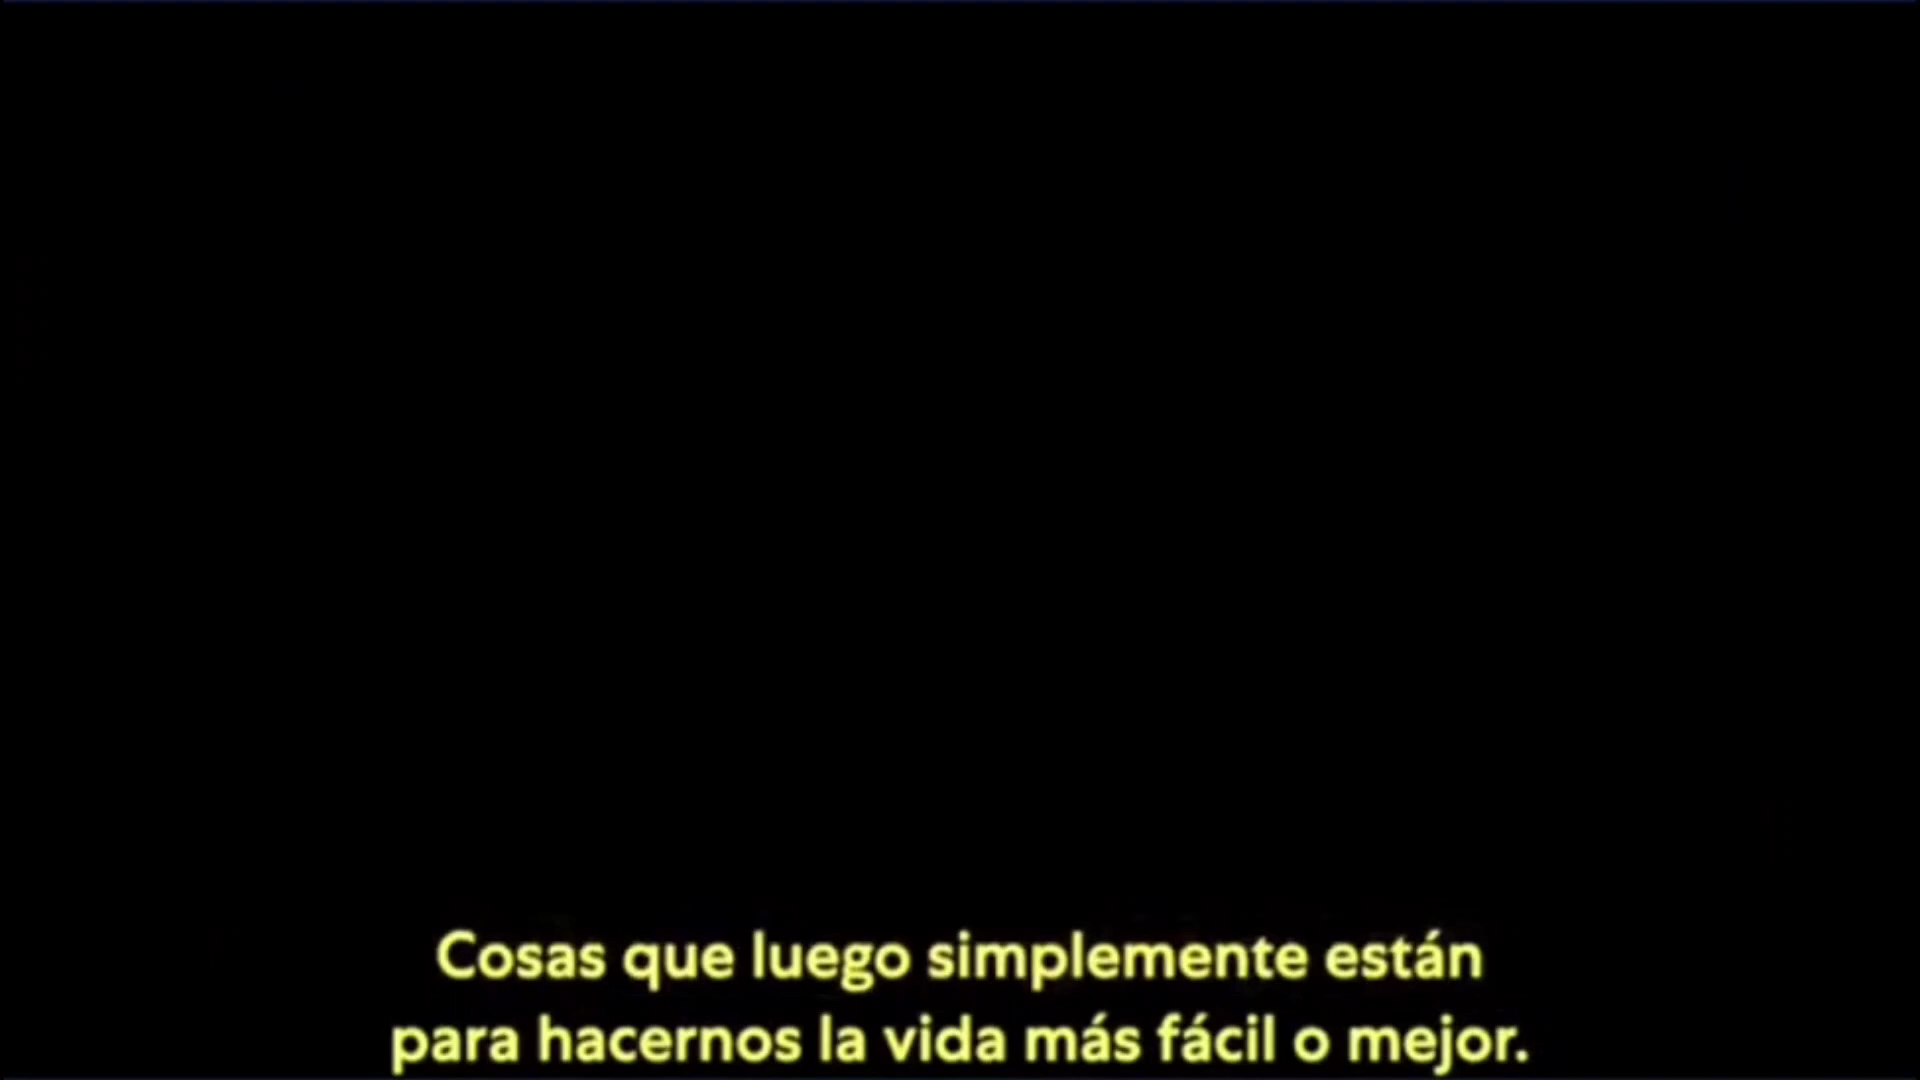 Cosas que luego simplemente están
para hacernos la vida más fácil o mejor.